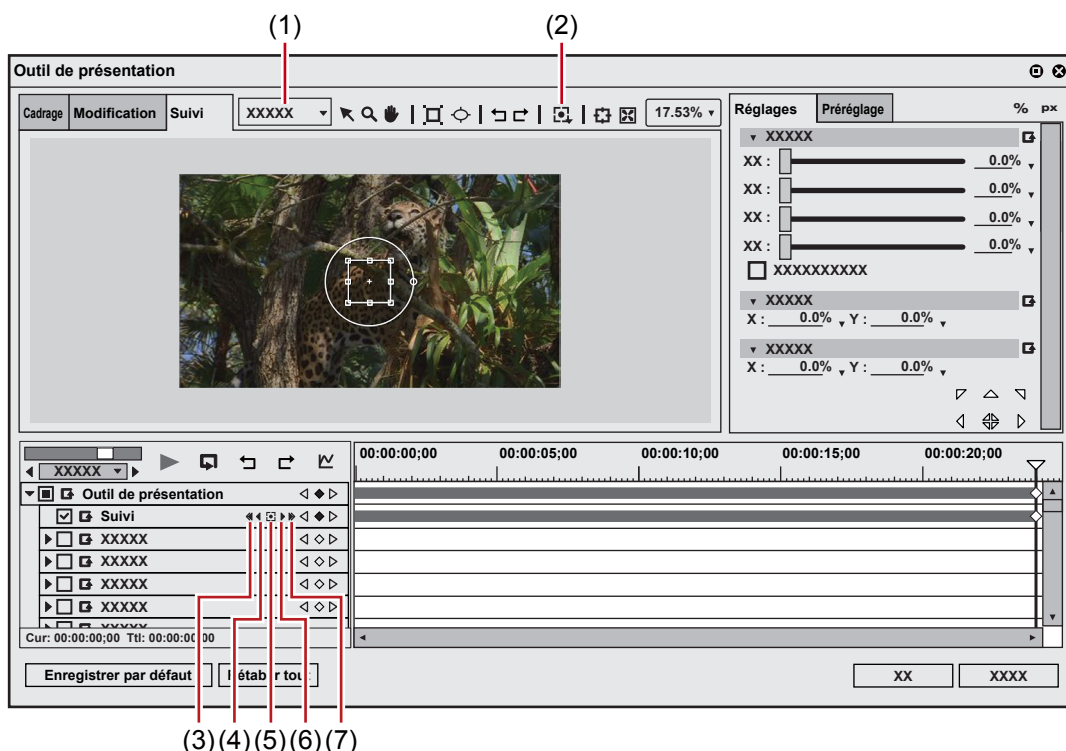 (1) (2)
Outil de présentation
Cadrage Modification Suivi XXXXX 17.53%
Réglages Préréglage % px
XXXXX
XX : 0.0%
XX : 0.0%
XX : 0.0%
XX : 0.0%
XXXXXXXXXX
XXXXX
X : 0.0% Y : 0.0%
XXXXX
X : 0.0% Y : 0.0%
XXXXX
00:00:00;00 00:00:05;00 00:00:10;00 00:00:15;00 00:00:20;00
Outil de présentation
Suivi
XXXXX
XXXXX
XXXXX
XXXXX
XXXXX
Cur: 00:00:00;00 Ttl: 00:00:00;00
Enregistrer par défaut Rétablir tout XX XXXX
(3) (4) (5) (6) (7)